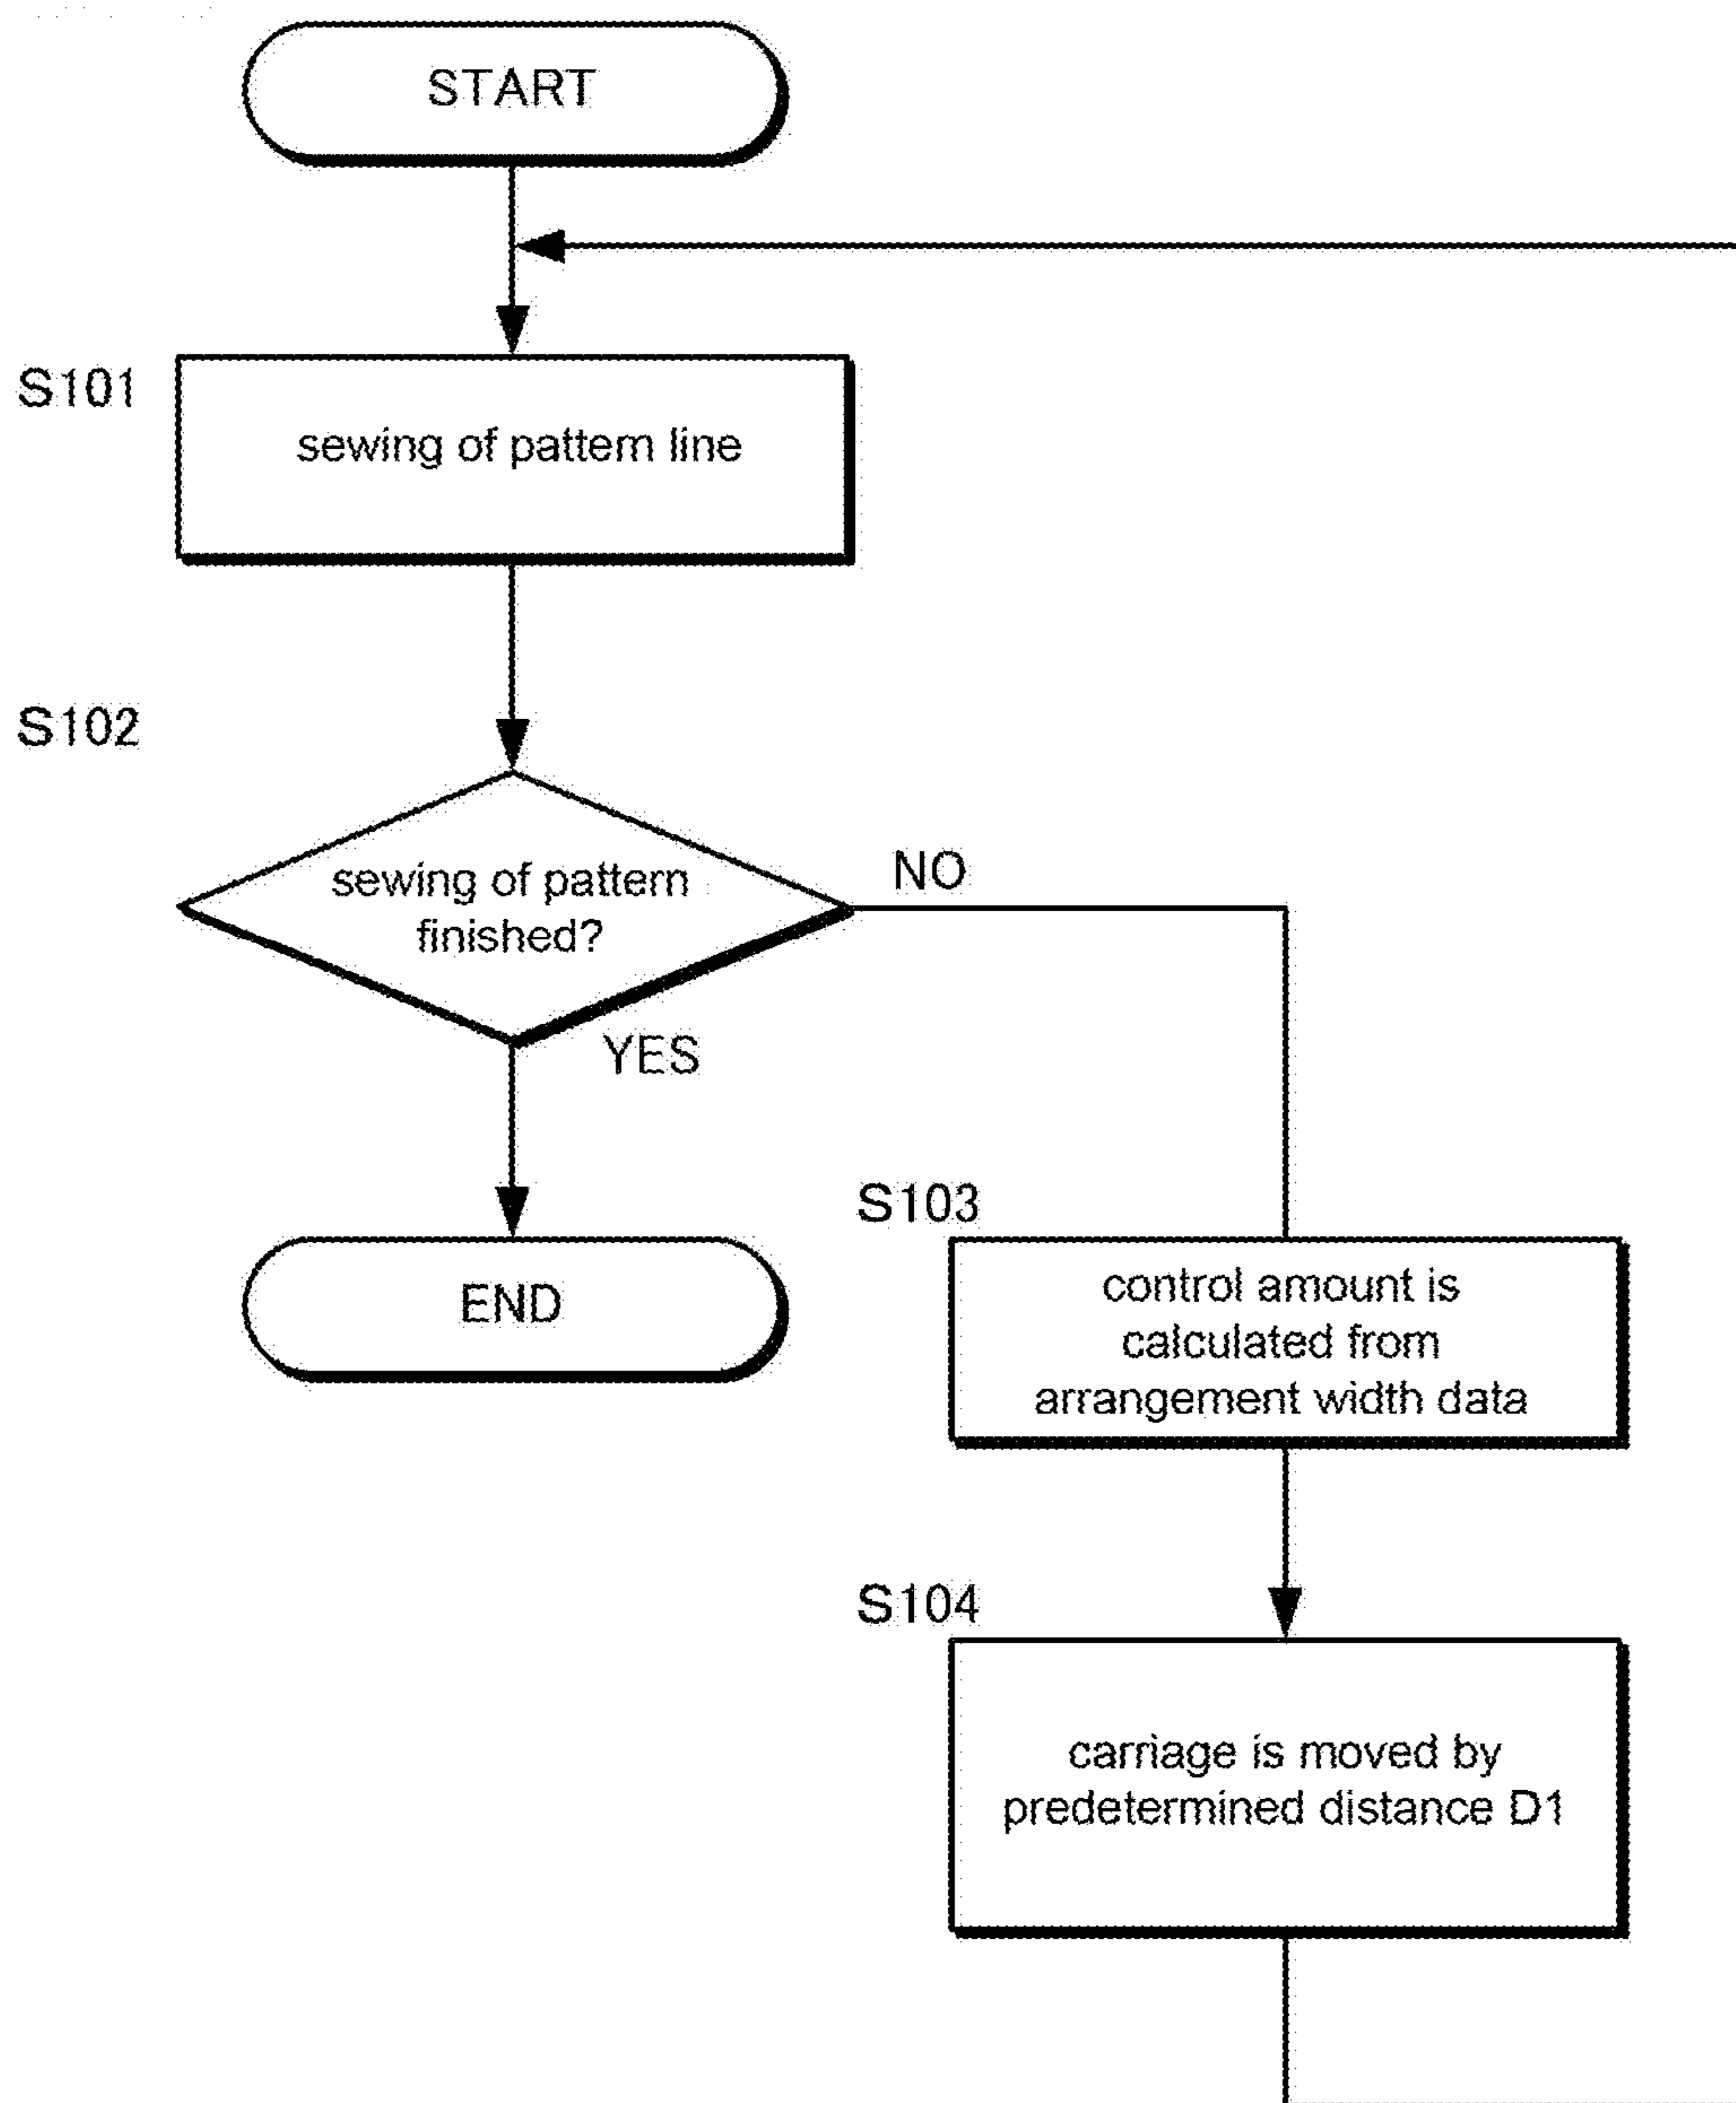 START
S101
sewing of pattern line
S102
sewing of pattern
finished?
NO
YES
END
S103
control amount is
calculated from
arrangement width data
S104
carriage is moved by
predetermined distance D1